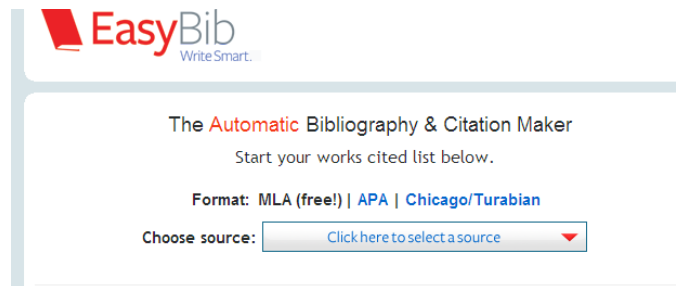 EasyBib
Write Smart.
The Automatic Bibliography & Citation Maker
Start your works cited list below.
Format: MLA (free!) | APA | Chicago/Turabian
Choose source: Click here to select a source